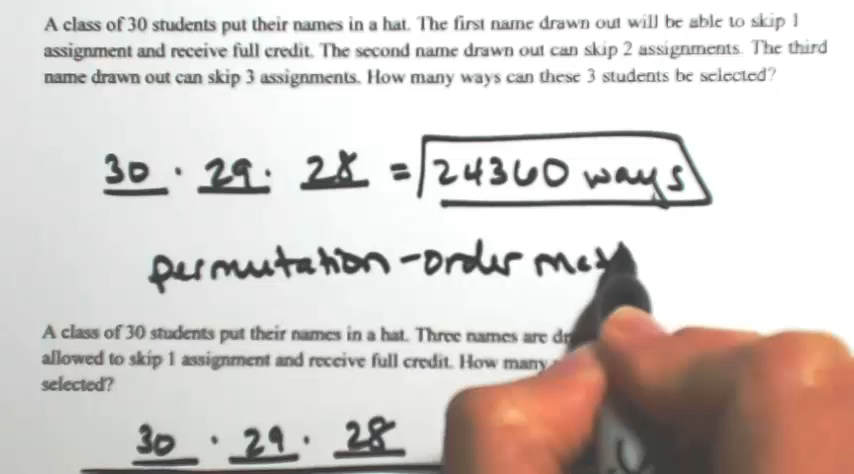 A class of 30 students put their names in a hat. The first name drawn out will be able to skip 1
assignment and receive full credit. The second name drawn out can skip 2 assignments. The third
name drawn out can skip 3 assignments. How many ways can these 3 students be selected?
30 · 29 · 28 = 24360 ways
permutation - order
A class of 30 students put their names in a hat. Three names are
allowed to skip 1 assignment and receive full credit. How many
selected?
30 · 29 · 28